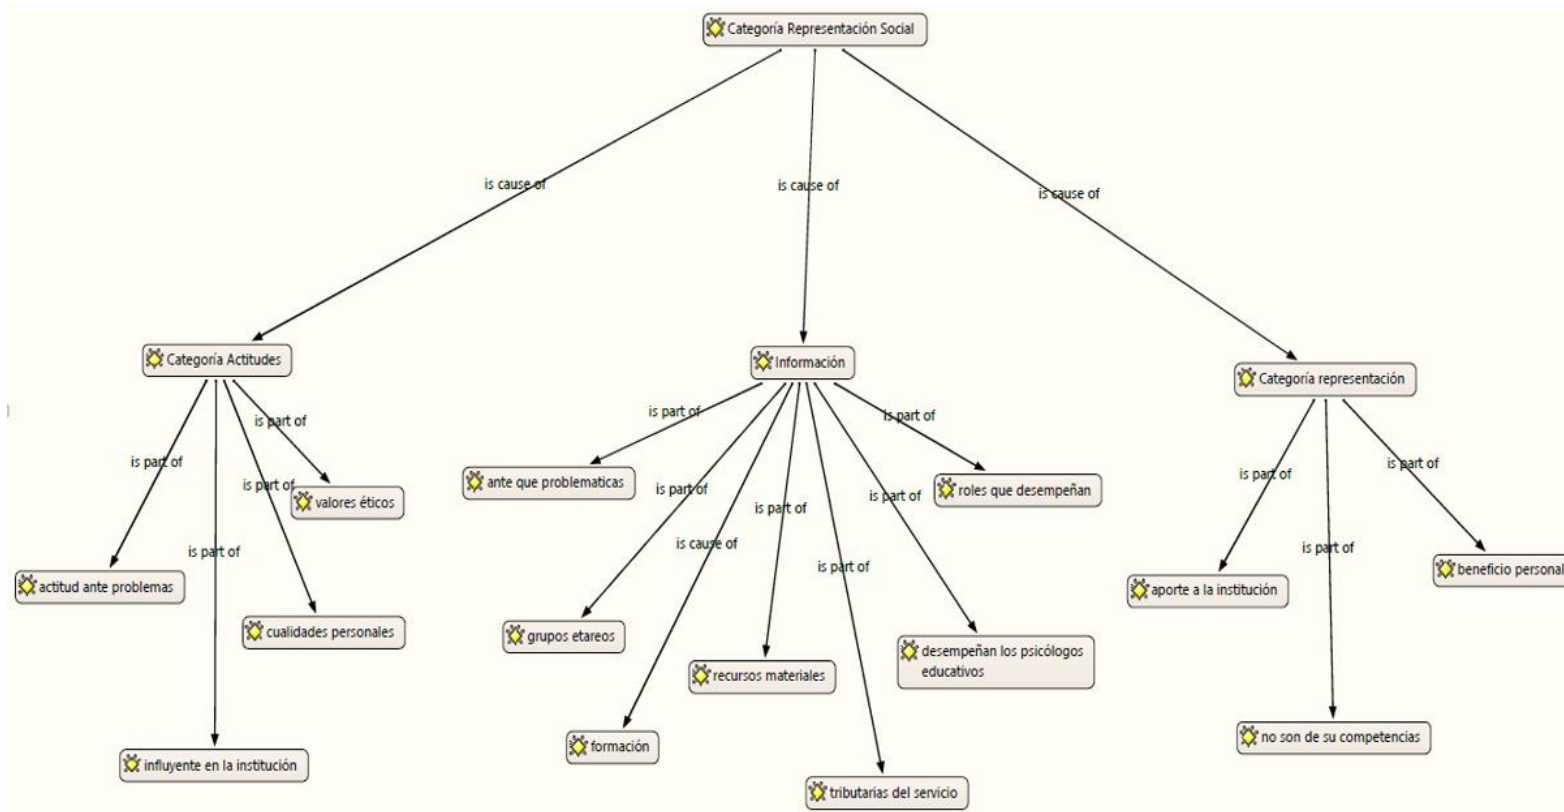 Categoría Representación Social
is cause of
is cause of
is cause of
Categoría Actitudes
Información
Categoría representación
is part of
is part of
is part of
is part of
valores éticos
actitud ante problemas
cualidades personales
influyente en la institución
is part of
is part of
is part of
is part of
is part of
is cause of
is part of
ante que problematicas
roles que desempeñan
grupos etareos
desempeñan los psicólogos
educativos
recursos materiales
formación
tributarias del servicio
is part of
is part of
is part of
beneficio personal
aporte a la institución
no son de su competencias